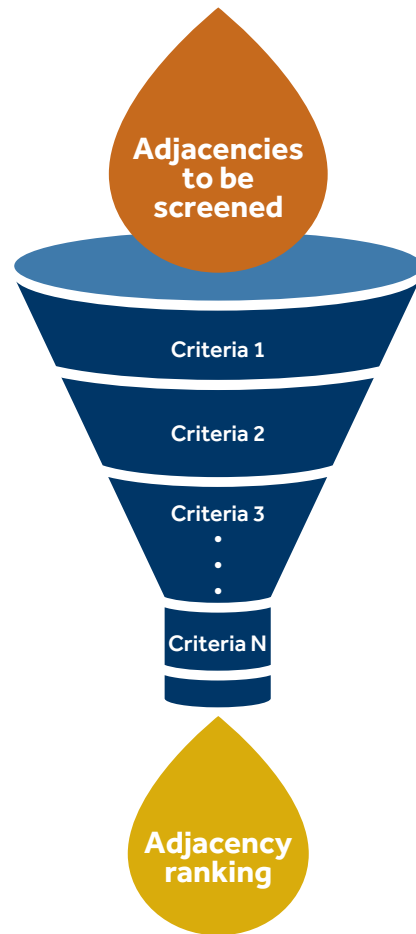 Adjacencies
to be
screened
Criteria 1
Criteria 2
Criteria 3
•
•
•
Criteria N
Adjacency
ranking